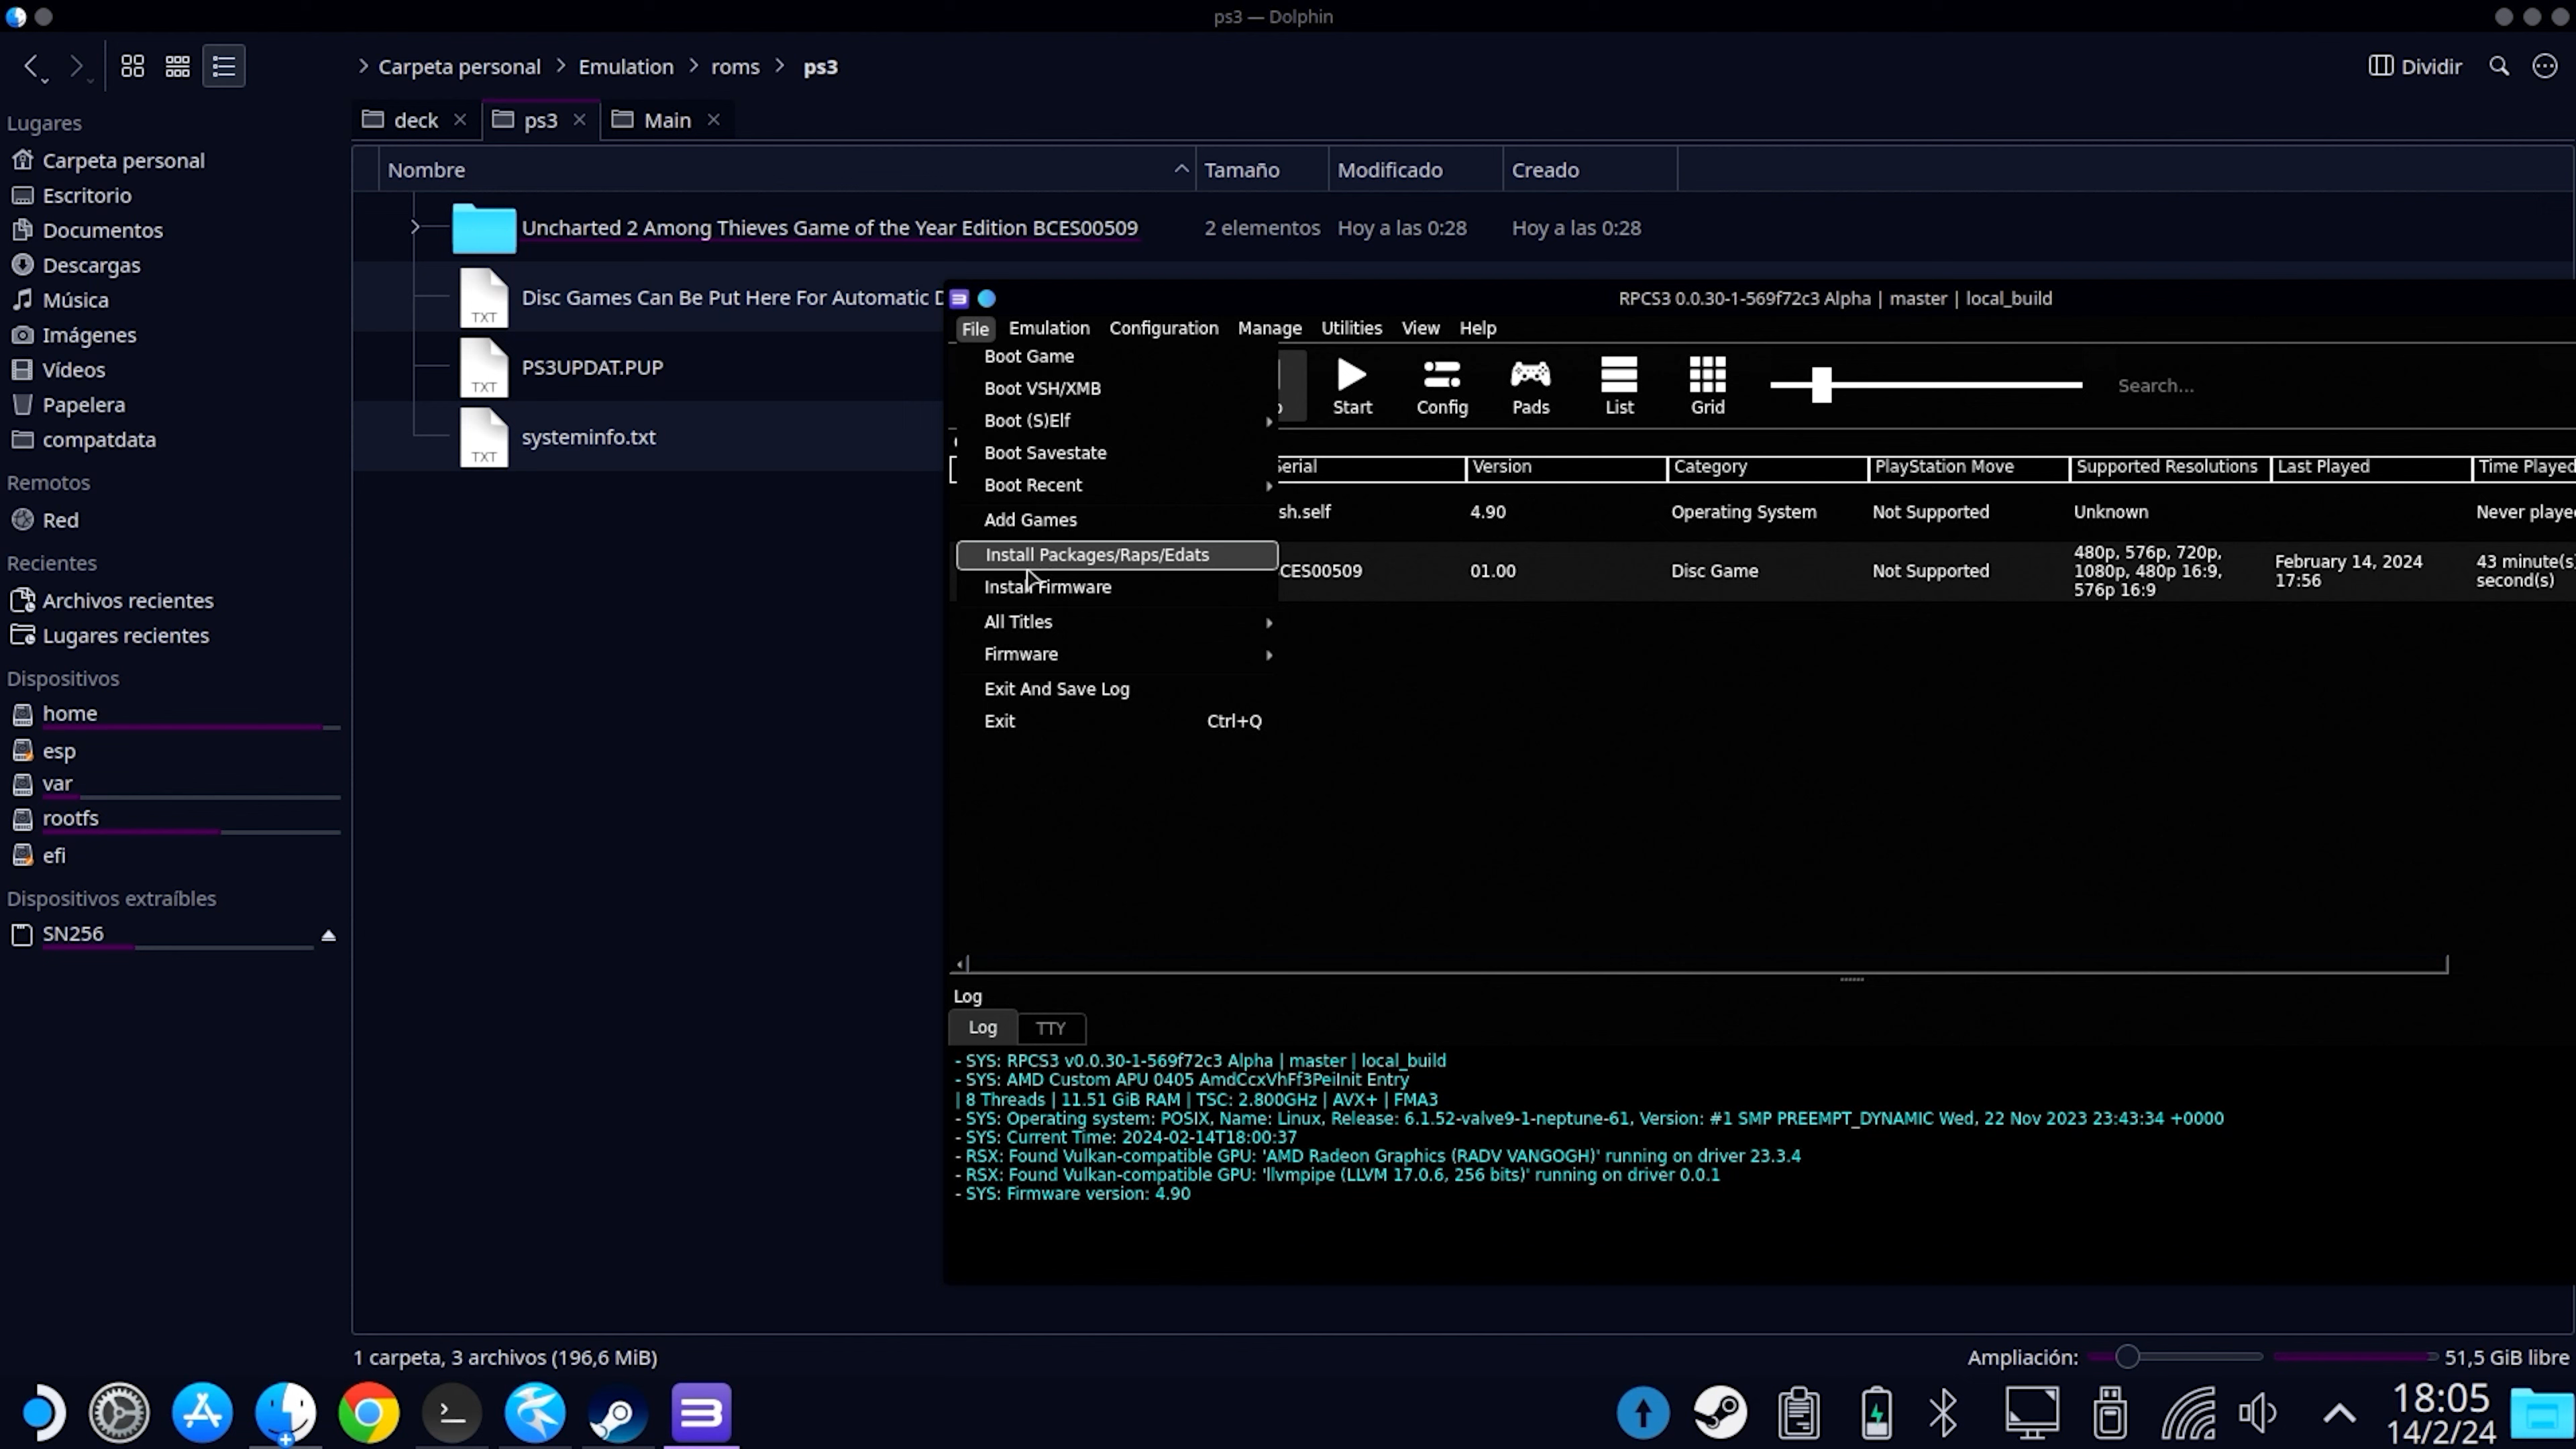 ps3 — Dolphin
Carpeta personal
Emulation
roms
ps3
Dividir
deck
ps3
Main
Lugares
Carpeta personal
Escritorio
Documentos
Descargas
Música
Imágenes
Vídeos
Papelera
compatdata
Remotos
Red
Recientes
Archivos recientes
Lugares recientes
Dispositivos
home
esp
var
rootfs
efi
Dispositivos extraíbles
SN256
Nombre Tamaño Modificado Creado
Uncharted 2 Among Thieves Game of the Year Edition BCES00509 2 elementos Hoy a las 0:28 Hoy a las 0:28
TXT Disc Games Can Be Put Here For Automatic
TXT PS3UPDAT.PUP
TXT systeminfo.txt
RPCS3 0.0.30-1-569f72c3 Alpha | master | local_build
File Emulation Configuration Manage Utilities View Help
Boot Game
Boot VSH/XMB
Boot (S)Elf
Boot Savestate
Boot Recent
Add Games
Install Packages/Raps/Edats
Install Firmware
All Titles
Firmware
Exit And Save Log
Exit Ctrl+Q
Start Config Pads List Grid Search...
Serial Version Category PlayStation Move Supported Resolutions Last Played Time Played
sh.self 4.90 Operating System Not Supported Unknown Never played
CES00509 01.00 Disc Game Not Supported
480p, 576p, 720p,
1080p, 480p 16:9,
576p 16:9
February 14, 2024
17:56
43 minute(s)
second(s)
Log
Log TTY
- SYS: RPCS3 v0.0.30-1-569f72c3 Alpha | master | local_build
- SYS: AMD Custom APU 0405 AmdCcxVhFf3PeiInit Entry
| 8 Threads | 11.51 GiB RAM | TSC: 2.800GHz | AVX+ | FMA3
- SYS: Operating system: POSIX, Name: Linux, Release: 6.1.52-valve9-1-neptune-61, Version: #1 SMP PREEMPT_DYNAMIC Wed, 22 Nov 2023 23:43:34 +0000
- SYS: Current Time: 2024-02-14T18:00:37
- RSX: Found Vulkan-compatible GPU: 'AMD Radeon Graphics (RADV VANGOGH)' running on driver 23.3.4
- RSX: Found Vulkan-compatible GPU: 'llvmpipe (LLVM 17.0.6, 256 bits)' running on driver 0.0.1
- SYS: Firmware version: 4.90
1 carpeta, 3 archivos (196,6 MiB)
Ampliación:
51,5 GiB libre
18:05
14/2/24